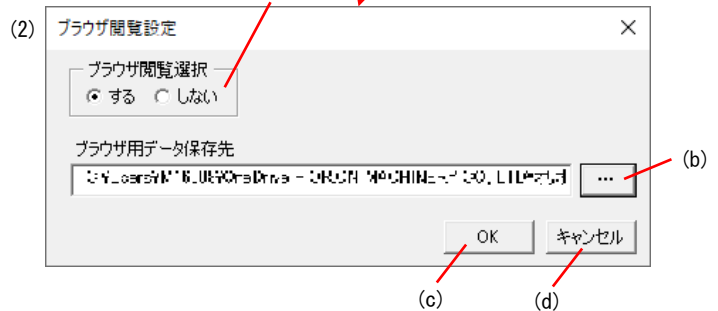 (2)
ブラウザ閲覧設定
ブラウザ閲覧選択
する しない
ブラウザ用データ保存先
... (b)
OK キャンセル
(c) (d)